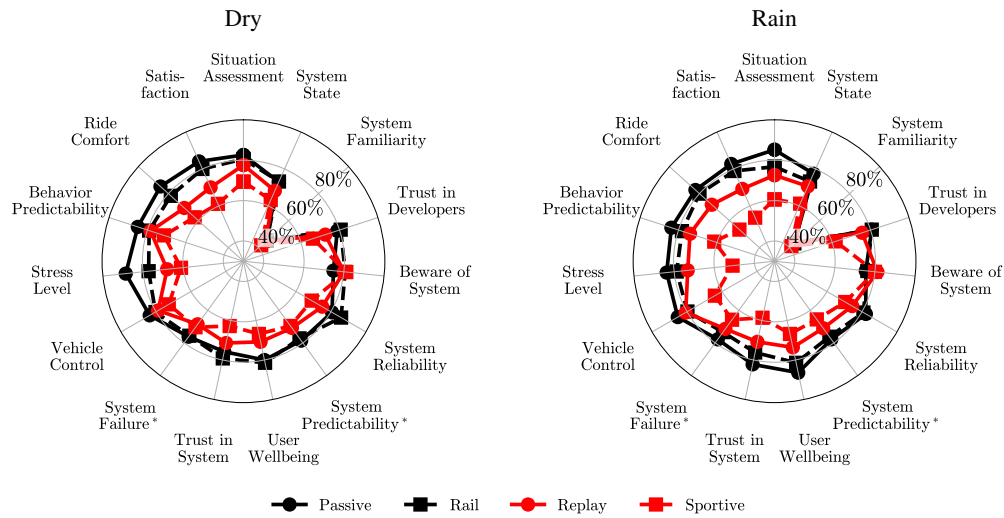 Dry
Situation
Assessment
System
State
System
Familiarity
Trust in
Developers
Beware of
System
System
Reliability
System
Predictability*
User
Wellbeing
Trust in
System
System
Failure*
Vehicle
Control
Stress
Level
Behavior
Predictability
Ride
Comfort
Satis-
faction
80%
60%
40%
Rain
Situation
Assessment
System
State
System
Familiarity
Trust in
Developers
Beware of
System
System
Reliability
System
Predictability*
User
Wellbeing
Trust in
System
System
Failure*
Vehicle
Control
Stress
Level
Behavior
Predictability
Ride
Comfort
Satis-
faction
80%
60%
40%
Passive Rail Replay Sportive